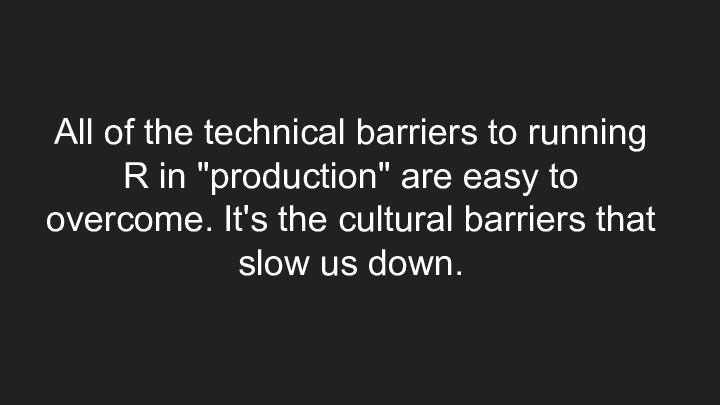 All of the technical barriers to running
R in "production" are easy to
overcome. It's the cultural barriers that
slow us down.